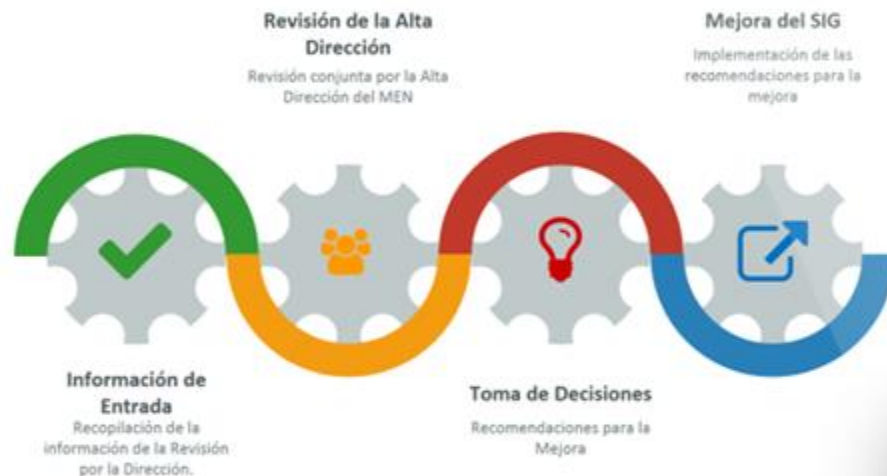 Revisión de la Alta
Dirección
Revisión conjunta por la Alta
Dirección del MEN
Mejora del SIG
Implementación de las
recomendaciones para la
mejora
Información de
Entrada
Recopilación de la
información de la Revisión
por la Dirección.
Toma de Decisiones
Recomendaciones para la
Mejora